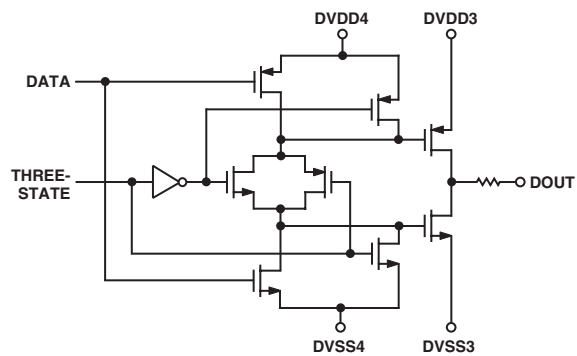 DVDD4
DVDD3
DATA
THREE-
STATE
DOUT
DVSS4
DVSS3